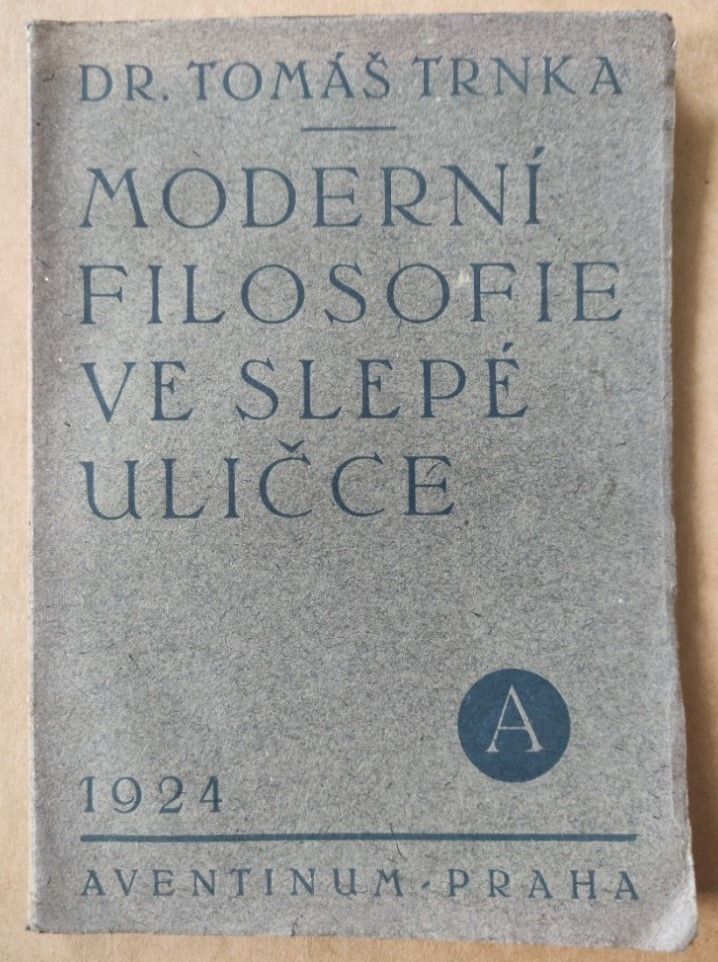 DR. TOMÁŠ TRNKA
MODERNÍ
FILOSOFIE
VE SLEPÉ
ULIČCE
A
1924
AVENTINUM - PRAHA